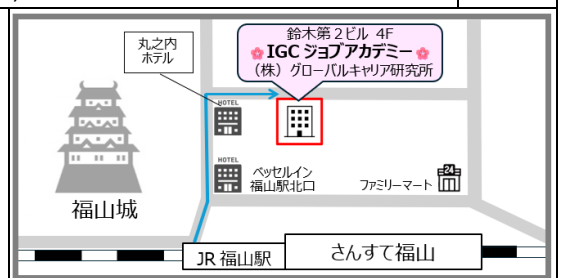 鈴木第2ビル 4F
IGC ジョブアカデミー
(株) グローバルキャリア研究所
丸之内
ホテル
HOTEL
HOTEL
ベッセルイン
福山駅北口
24
ファミリーマート
福山城
JR 福山駅
さんすて福山